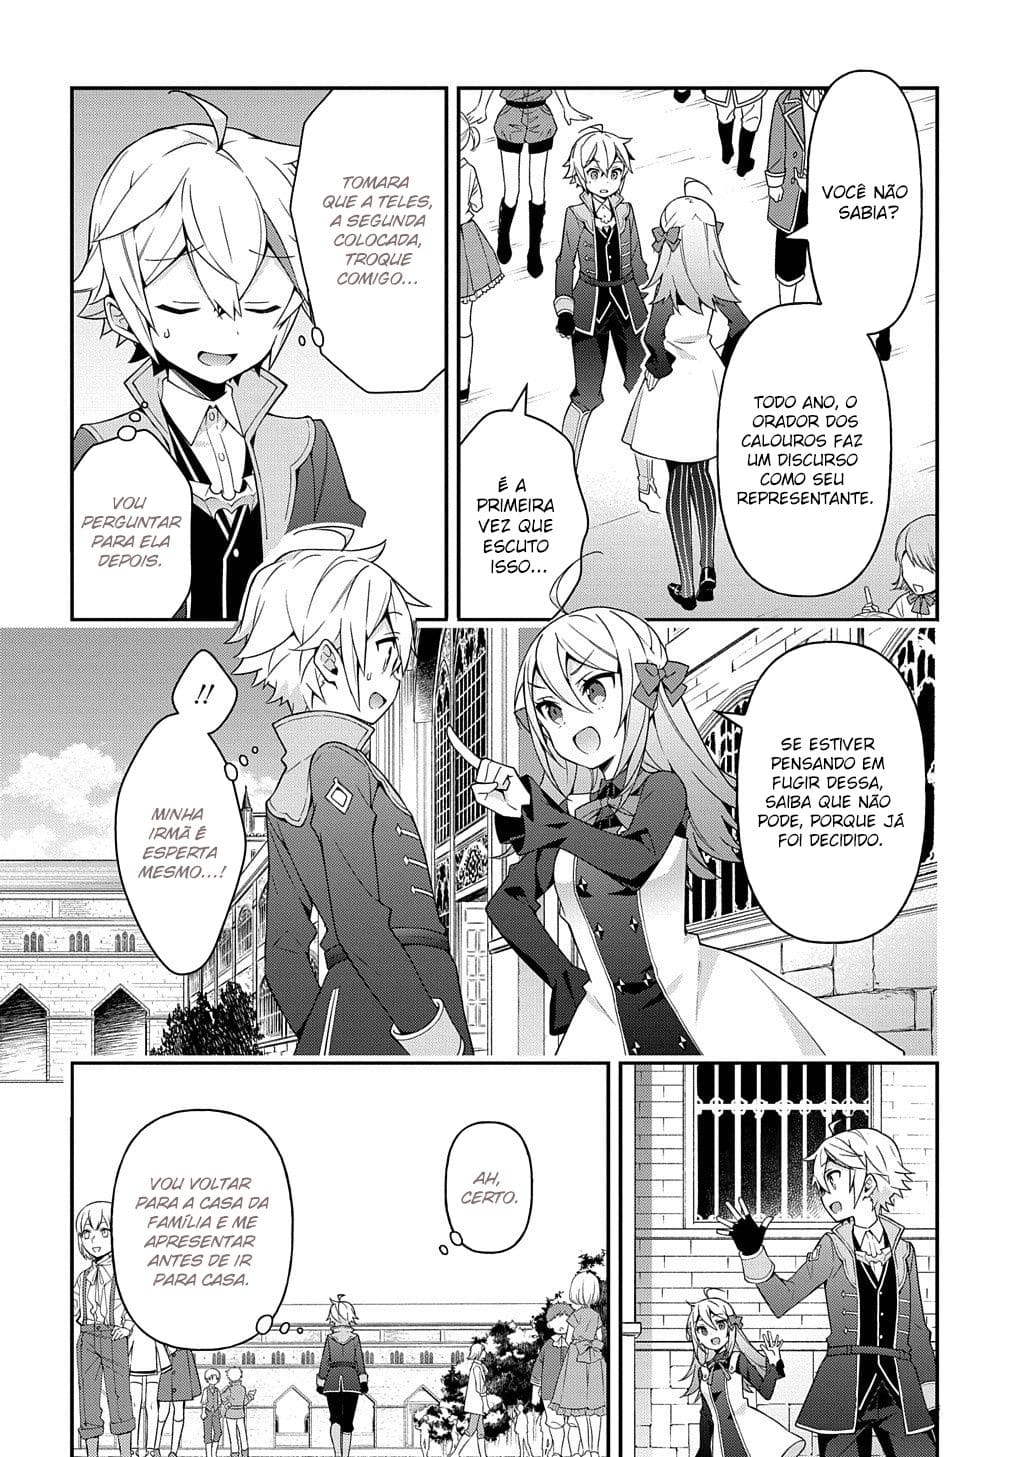 VOCÊ NÃO
SABIA?
TODO ANO, O
ORADOR DOS
CALOUROS FAZ
UM DISCURSO
COMO SEU
REPRESENTANTE.
É A
PRIMEIRA
VEZ QUE
ESCUTO
ISSO...
TOMARA
QUE A TELES,
A SEGUNDA
COLOCADA,
TROQUE
COMIGO...
VOU
PERGUNTAR
PARA ELA
DEPOIS.
SE ESTIVER
PENSANDO EM
FUGIR DESSA,
SAIBA QUE NÃO
PODE, PORQUE JÁ
FOI DECIDIDO.
!!
MINHA
IRMÃ É
ESPERTA
MESMO...!
AH,
CERTO.
VOU VOLTAR
PARA A CASA DA
FAMÍLIA E ME
APRESENTAR
ANTES DE IR
PARA CASA.